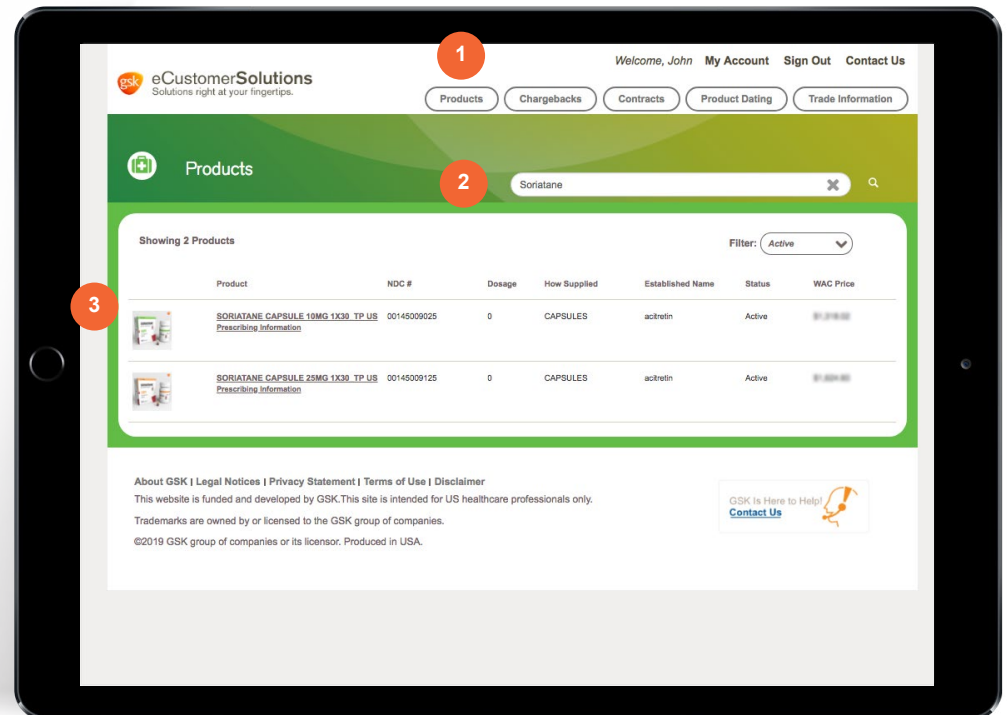 1
Welcome, John My Account Sign Out Contact Us
gsk eCustomerSolutions
Solutions right at your fingertips.
Products Chargebacks Contracts Product Dating Trade Information
Products
2
Soriatane
Showing 2 Products
Filter: Active
Product NDC # Dosage How Supplied Established Name Status WAC Price
3
SORIATANE CAPSULE 10MG 1X30 TP US 00145009025 0 CAPSULES acitretin Active
Prescribing Information
SORIATANE CAPSULE 25MG 1X30 TP US 00145009125 0 CAPSULES acitretin Active
Prescribing Information
About GSK | Legal Notices | Privacy Statement | Terms of Use | Disclaimer
This website is funded and developed by GSK.This site is intended for US healthcare professionals only.
Trademarks are owned by or licensed to the GSK group of companies.
©2019 GSK group of companies or its licensor. Produced in USA.
GSK Is Here to Help!
Contact Us